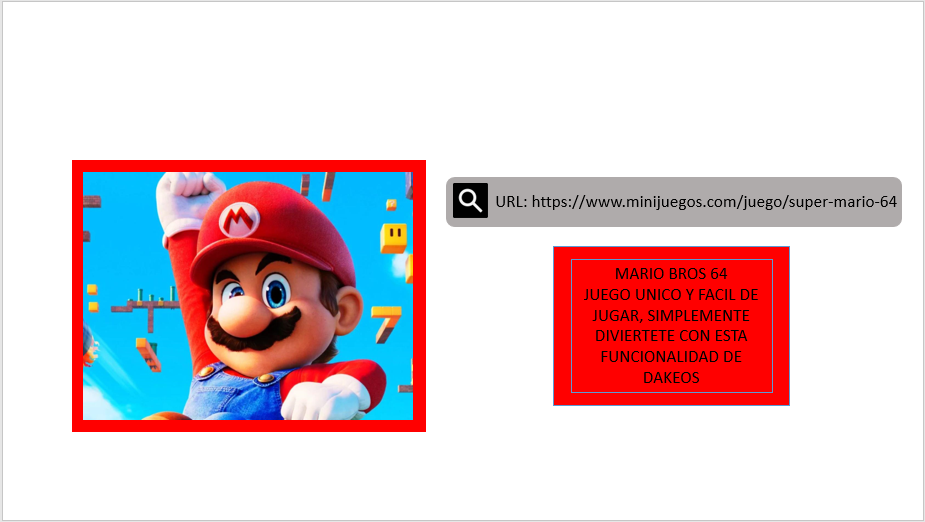 M
URL: https://www.minijuegos.com/juego/super-mario-64
MARIO BROS 64
JUEGO UNICO Y FACIL DE
JUGAR, SIMPLEMENTE
DIVIERTETE CON ESTA
FUNCIONALIDAD DE
DAKEOS